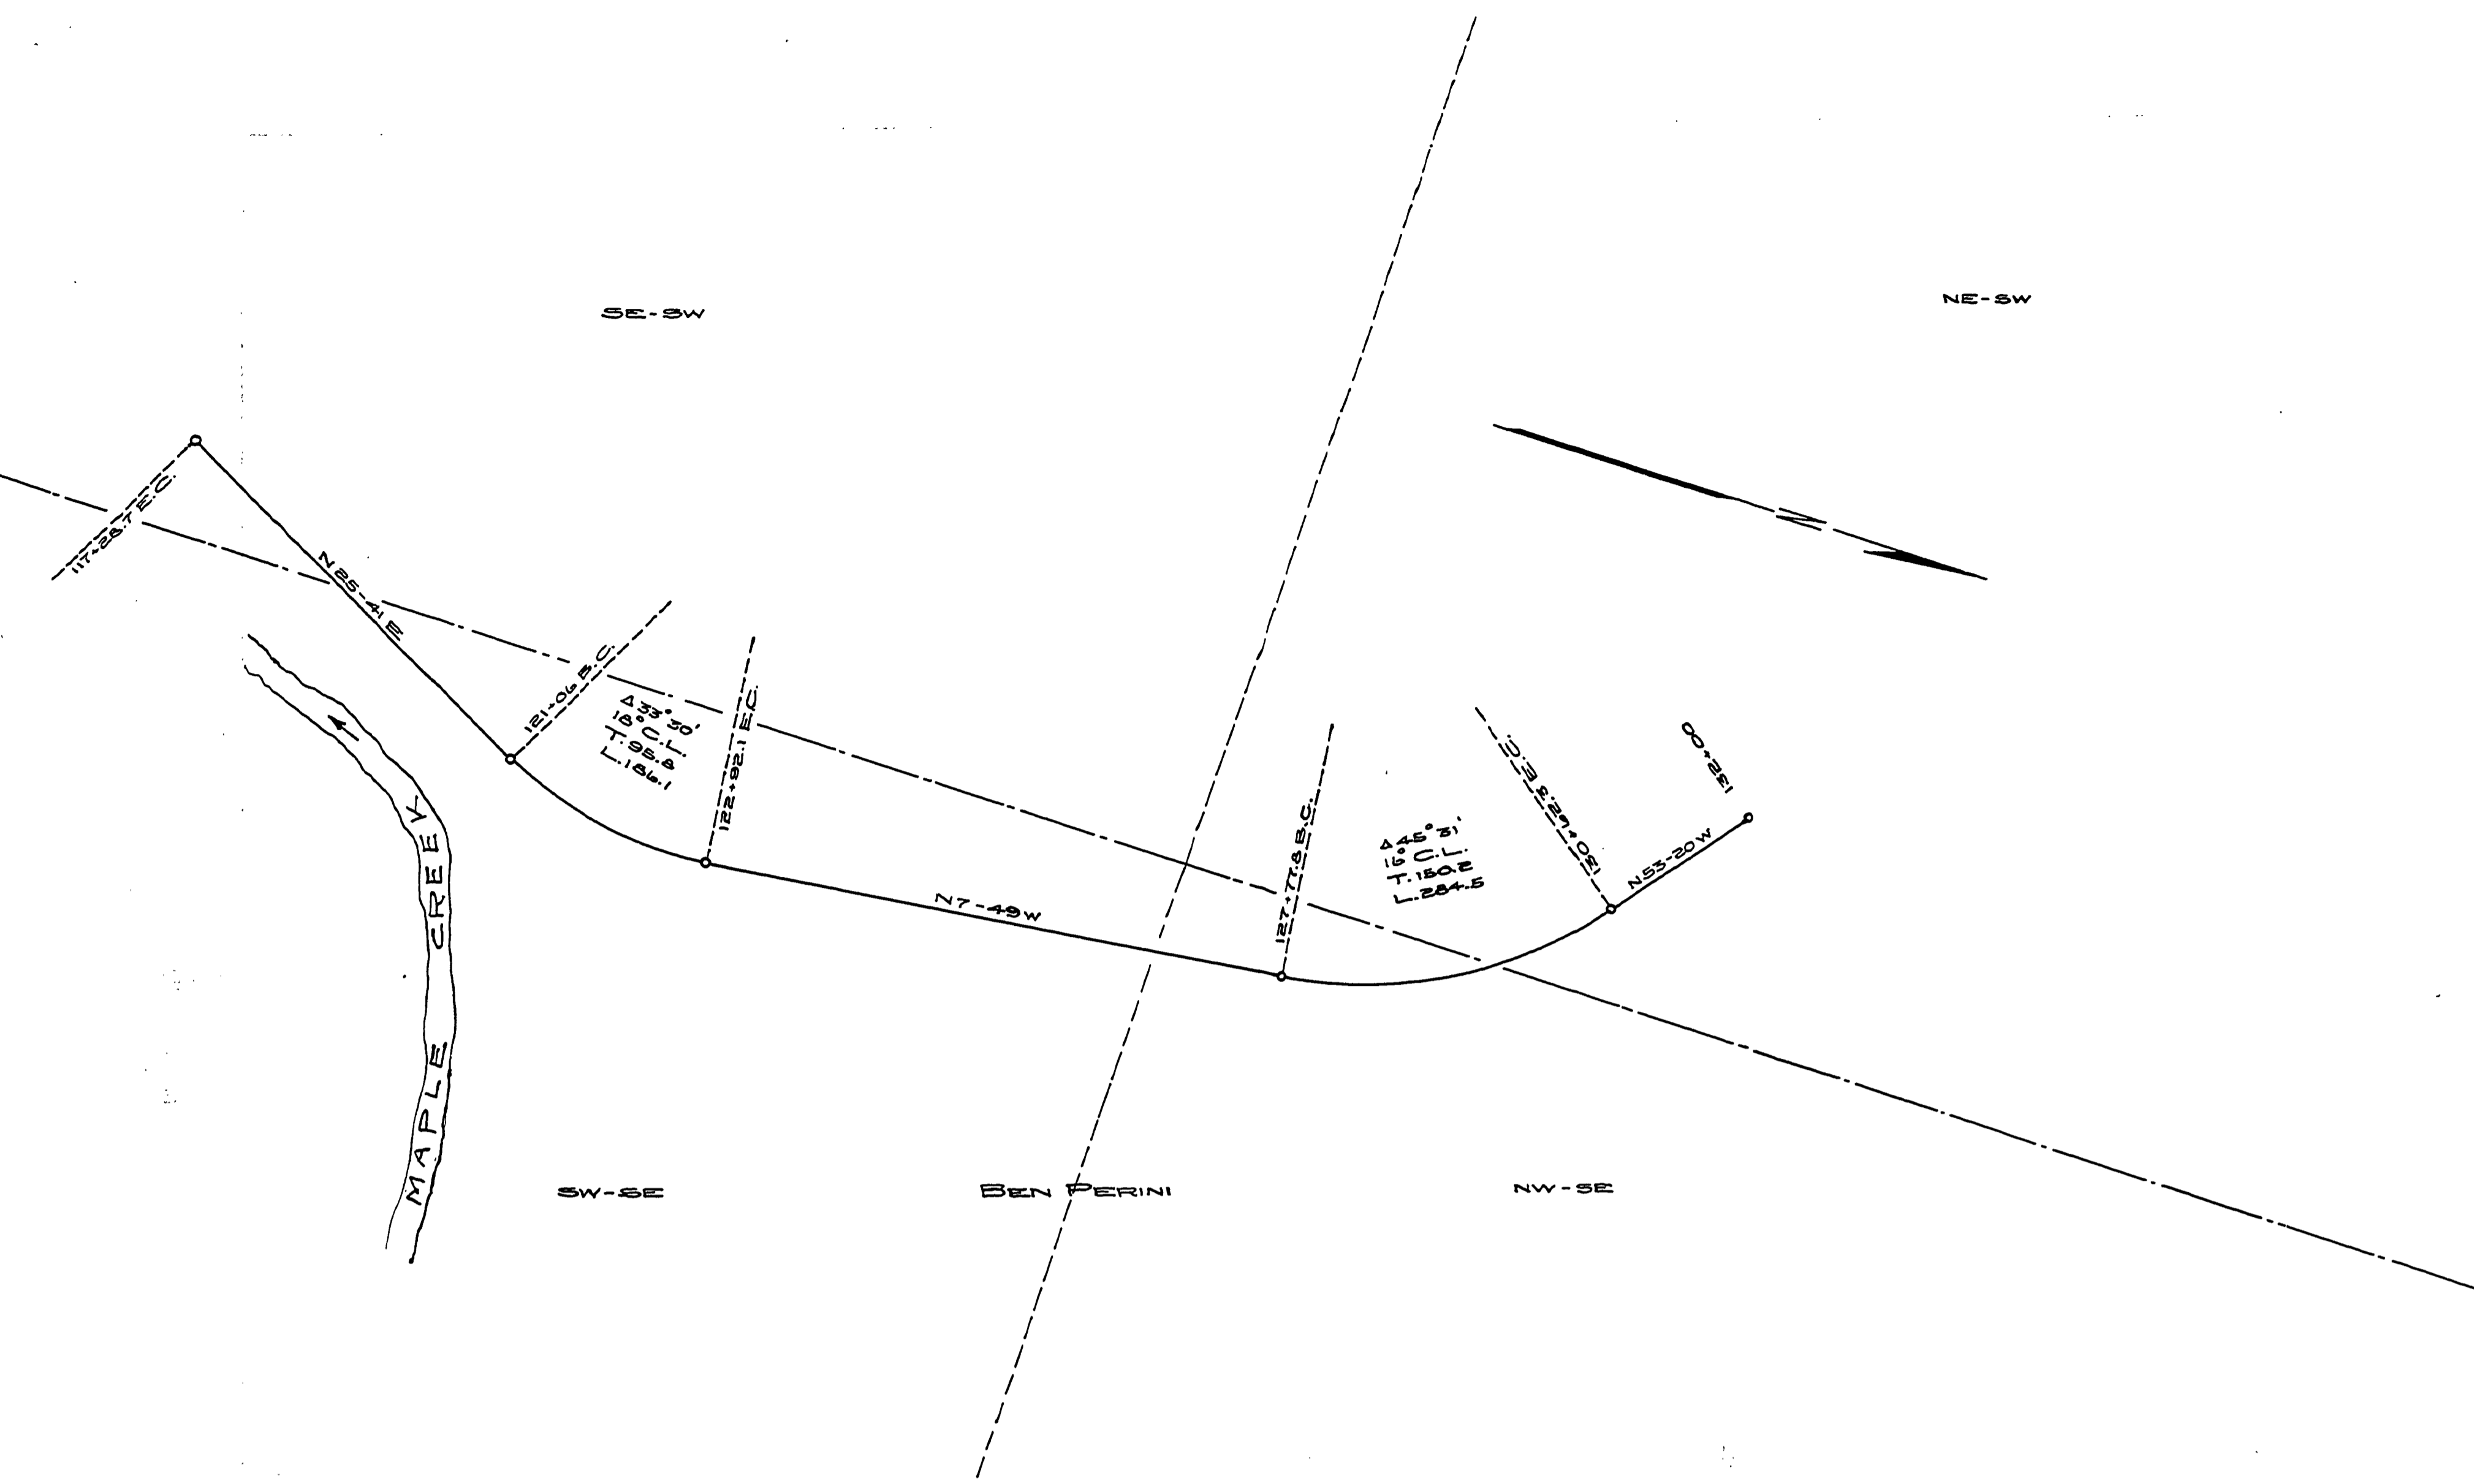 SE-SW
NE-SW
117+28.7 E.C.
N25-41E
121+06 B.C.
Δ 33° 30'
18° C.L.
T. 95.8
L. 186.1
122+92.1 E.C.
N7-49W
127+77.8 B.C.
Δ 45° 31'
16° C.L.
T. 150.2
L. 284.5
130+62.3 E.C.
N53-20W
132+00
MAPLE CREEK
SW-SE
BEN PERINI
NW-SE